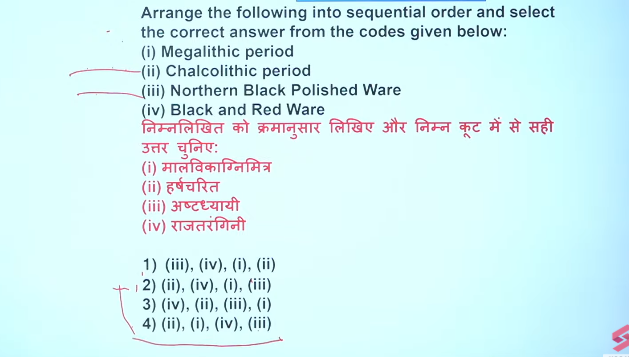 Arrange the following into sequential order and select
the correct answer from the codes given below:
(i) Megalithic period
(ii) Chalcolithic period
(iii) Northern Black Polished Ware
(iv) Black and Red Ware
निम्नलिखित को क्रमानुसार लिखिए और निम्न कूट में से सही
उत्तर चुनिए:
(i) मालविकाग्निमित्र
(ii) हर्षचरित
(iii) अष्टध्यायी
(iv) राजतरंगिनी
1) (iii), (iv), (i), (ii)
2) (ii), (iv), (i), (iii)
3) (iv), (ii), (iii), (i)
4) (ii), (i), (iv), (iii)